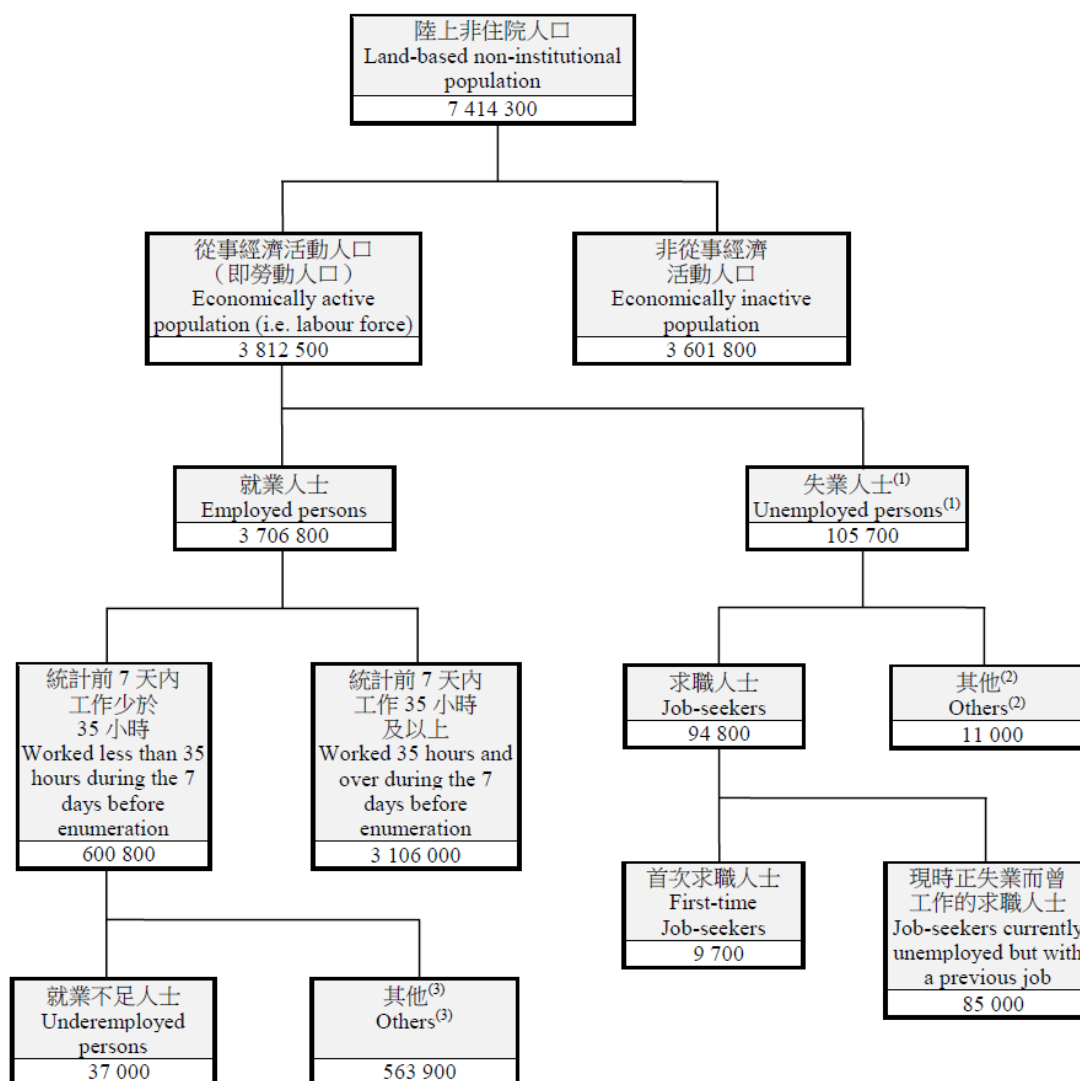 陸上非住院人口
Land-based non-institutional
population
7 414 300
從事經濟活動人口
（即勞動人口）
Economically active
population (i.e. labour force)
3 812 500
非從事經濟
活動人口
Economically inactive
population
3 601 800
就業人士
Employed persons
3 706 800
失業人士(1)
Unemployed persons(1)
105 700
統計前 7 天內
工作少於
35 小時
Worked less than 35
hours during the 7
days before
enumeration
600 800
統計前 7 天內
工作 35 小時
及以上
Worked 35 hours and
over during the 7
days before
enumeration
3 106 000
求職人士
Job-seekers
94 800
其他(2)
Others(2)
11 000
首次求職人士
First-time
Job-seekers
9 700
現時正失業而曾
工作的求職人士
Job-seekers currently
unemployed but with
a previous job
85 000
就業不足人士
Underemployed
persons
37 000
其他(3)
Others(3)
563 900